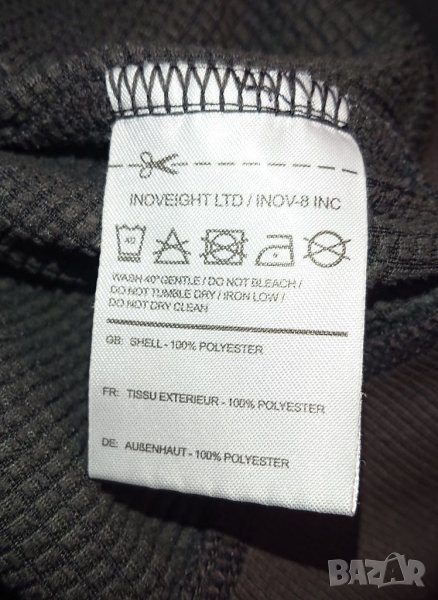 INOVEIGHT LTD / INOV-8 INC
40
WASH 40° GENTLE / DO NOT BLEACH /
DO NOT TUMBLE DRY / IRON LOW /
DO NOT DRY CLEAN
GB: SHELL - 100% POLYESTER
FR: TISSU EXTERIEUR - 100% POLYESTER
DE: AUßENHAUT - 100% POLYESTER
BAZAR